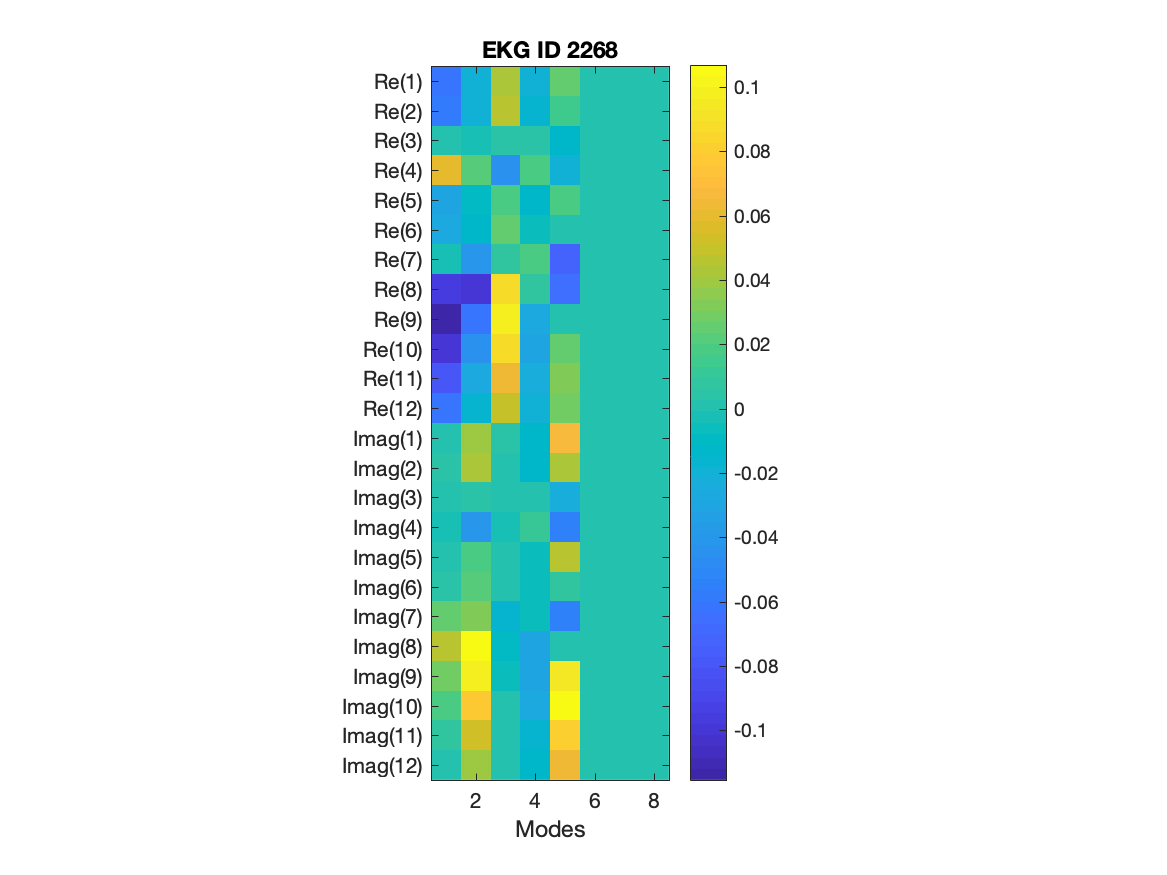 EKG ID 2268
Re(1)
Re(2)
Re(3)
Re(4)
Re(5)
Re(6)
Re(7)
Re(8)
Re(9)
Re(10)
Re(11)
Re(12)
Imag(1)
Imag(2)
Imag(3)
Imag(4)
Imag(5)
Imag(6)
Imag(7)
Imag(8)
Imag(9)
Imag(10)
Imag(11)
Imag(12)
2 4 6 8
Modes
0.1
0.08
0.06
0.04
0.02
0
-0.02
-0.04
-0.06
-0.08
-0.1